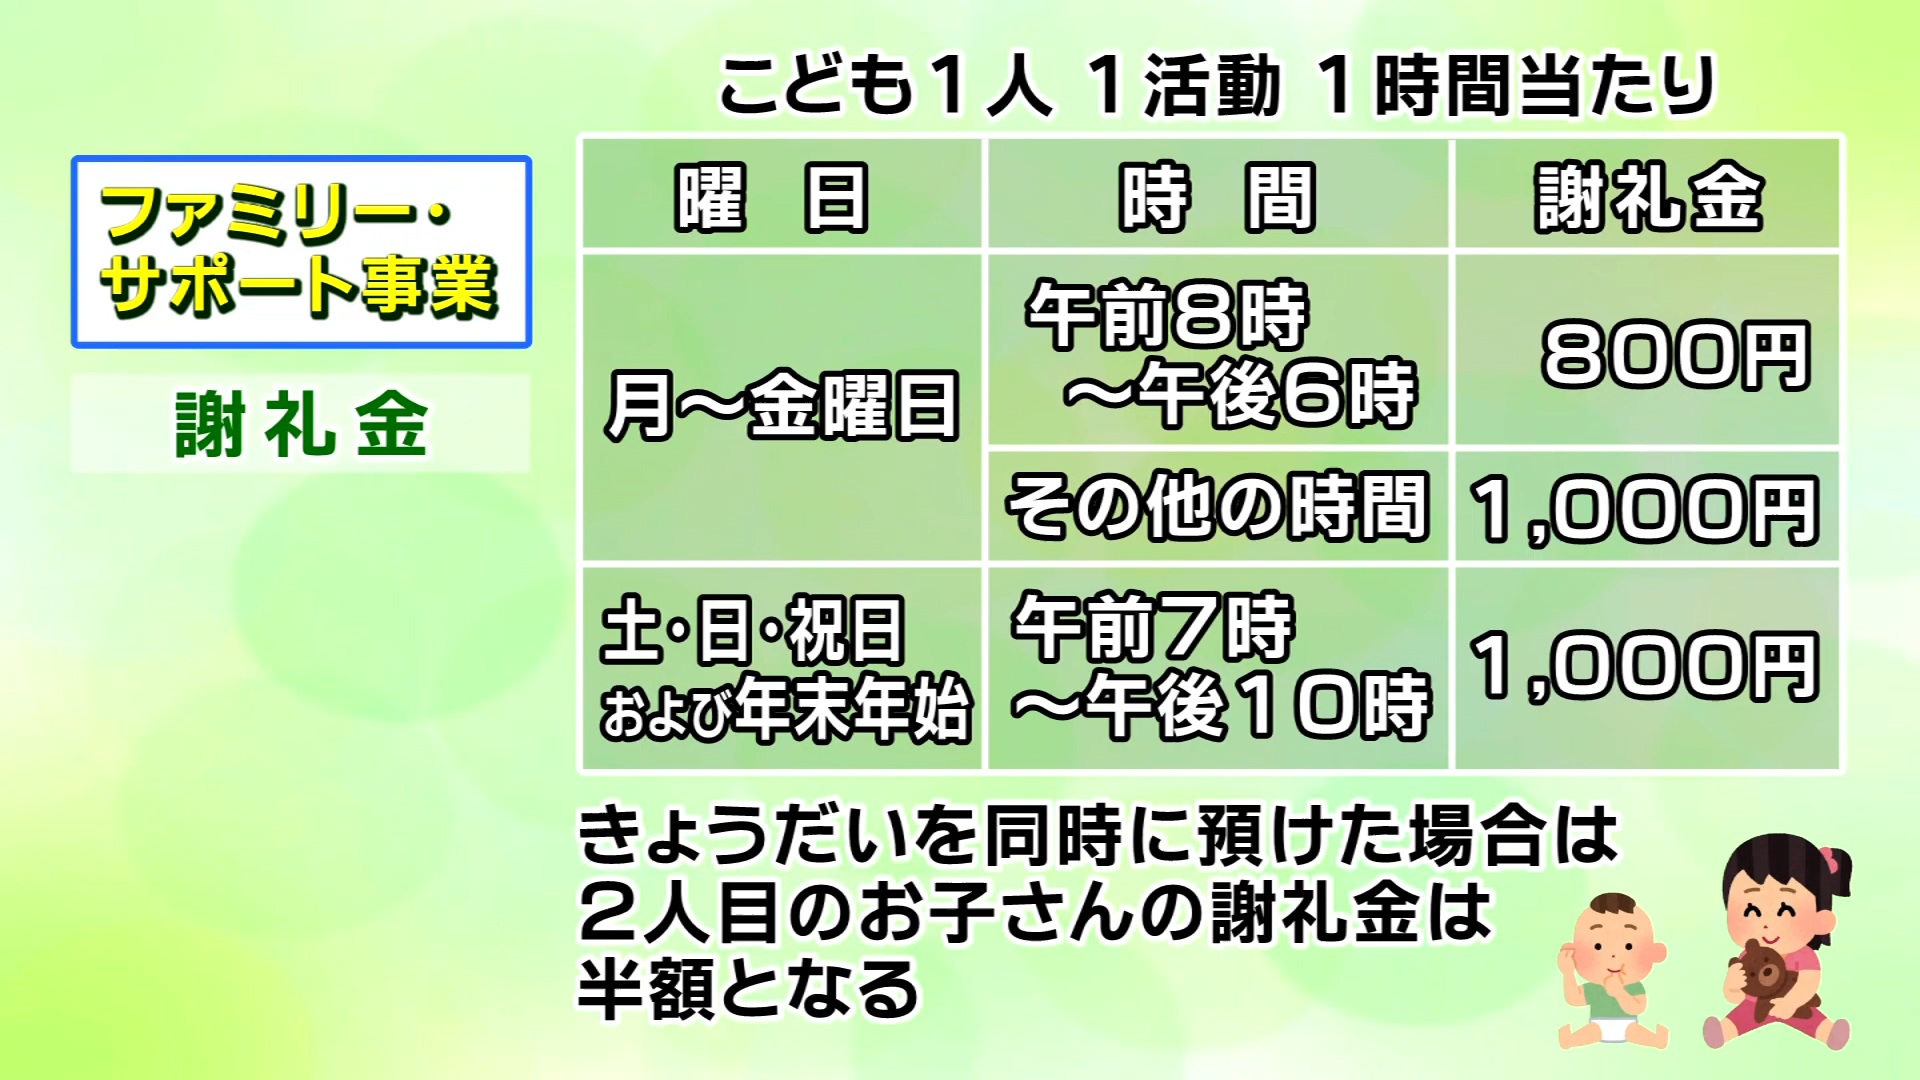 ファミリー・
サポート事業
謝礼金
こども１人 １活動 １時間当たり
曜　日
時　間
謝礼金
月～金曜日
午前８時
～午後６時
８００円
その他の時間
１,０００円
土・日・祝日
および年末年始
午前７時
～午後１０時
１,０００円
きょうだいを同時に預けた場合は
２人目のお子さんの謝礼金は
半額となる